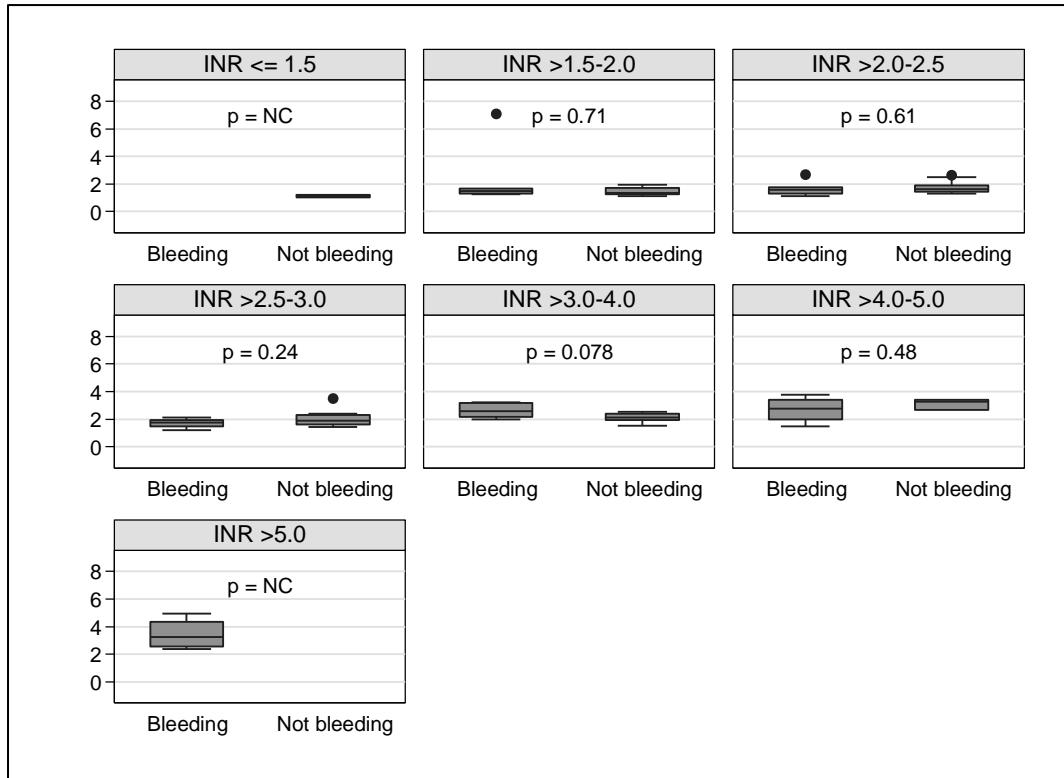 INR <= 1.5
INR >1.5-2.0
INR >2.0-2.5
8
6
4
2
0
p = NC
p = 0.71
p = 0.61
Bleeding Not bleeding
Bleeding Not bleeding
Bleeding Not bleeding
INR >2.5-3.0
INR >3.0-4.0
INR >4.0-5.0
8
6
4
2
0
p = 0.24
p = 0.078
p = 0.48
Bleeding Not bleeding
Bleeding Not bleeding
Bleeding Not bleeding
INR >5.0
8
6
4
2
0
p = NC
Bleeding Not bleeding